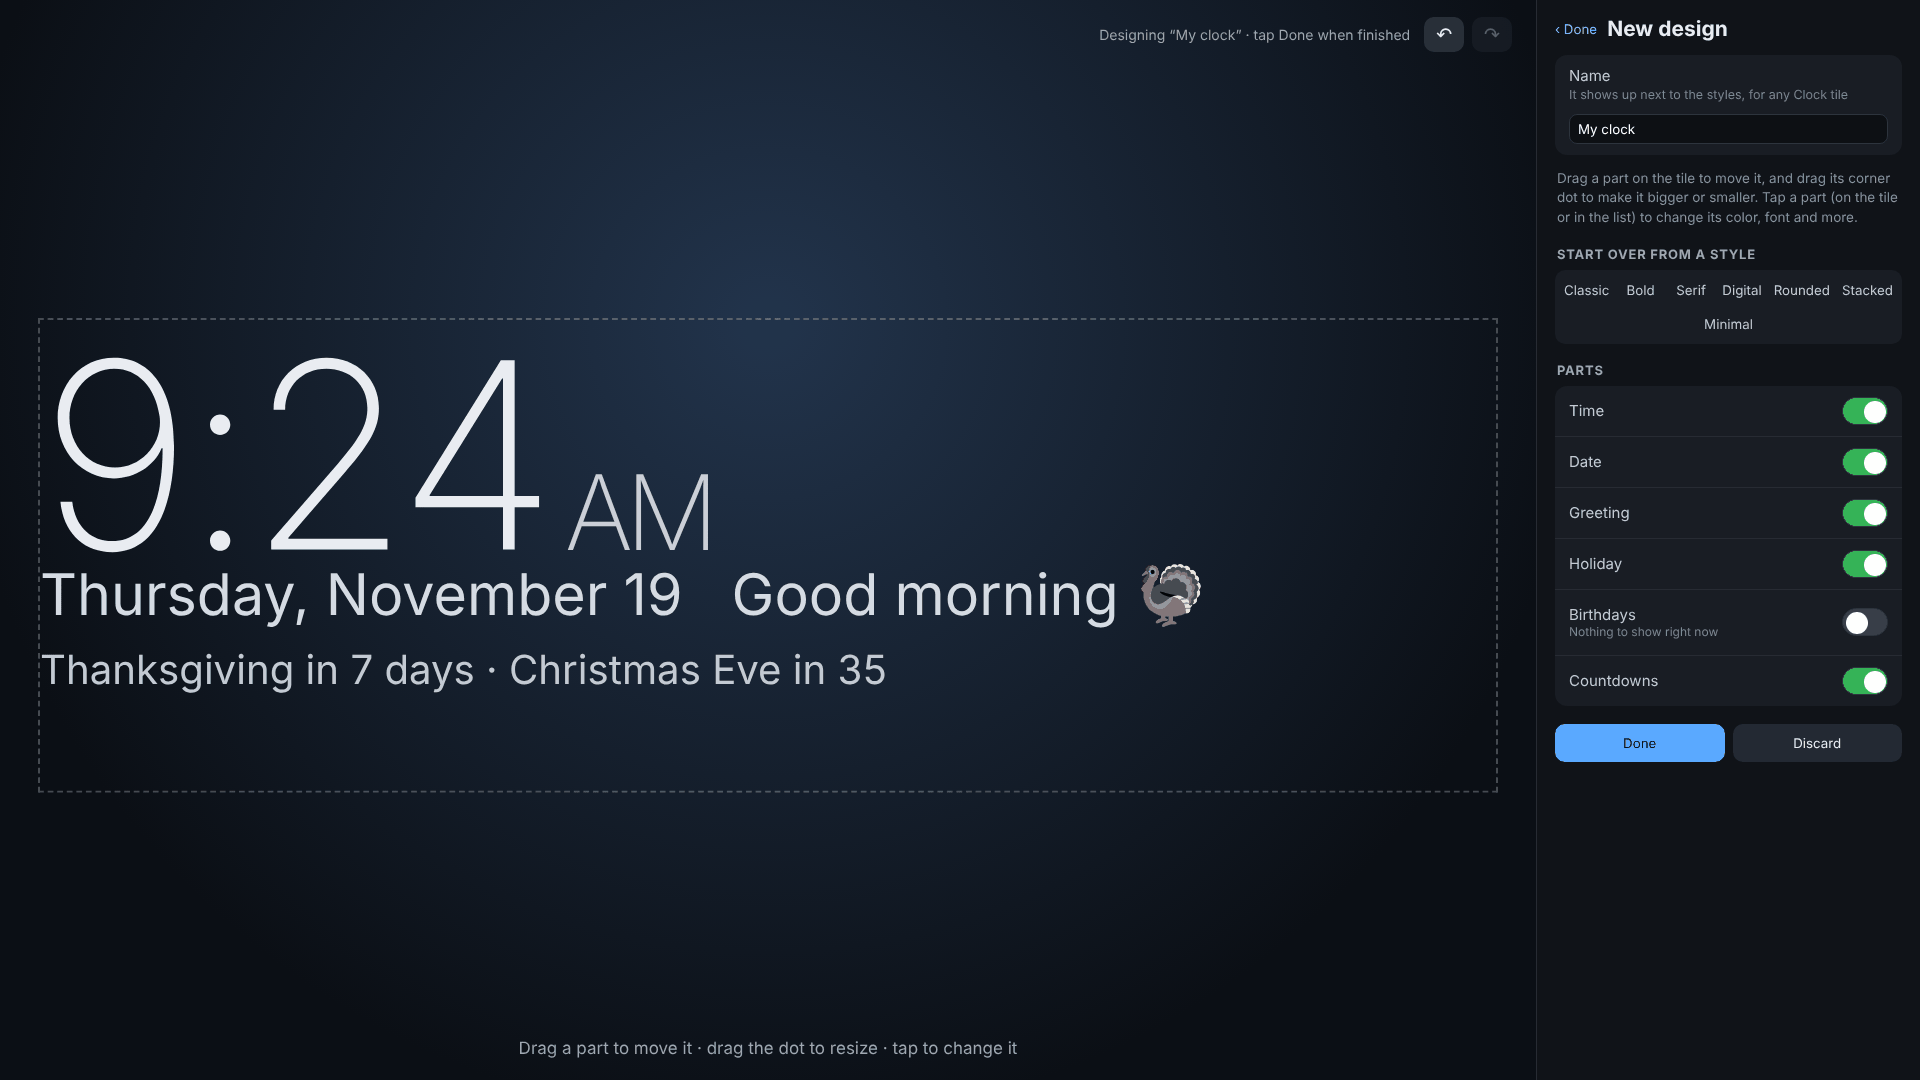 Designing “My clock” · tap Done when finished
↶
↷
9:24 AM
Thursday, November 19 Good morning 🦃
Thanksgiving in 7 days · Christmas Eve in 35
Drag a part to move it · drag the dot to resize · tap to change it
‹ Done New design
Name
It shows up next to the styles, for any Clock tile
My clock
Drag a part on the tile to move it, and drag its corner
dot to make it bigger or smaller. Tap a part (on the tile
or in the list) to change its color, font and more.
START OVER FROM A STYLE
Classic Bold Serif Digital Rounded Stacked
Minimal
PARTS
Time
Date
Greeting
Holiday
Birthdays
Nothing to show right now
Countdowns
Done Discard